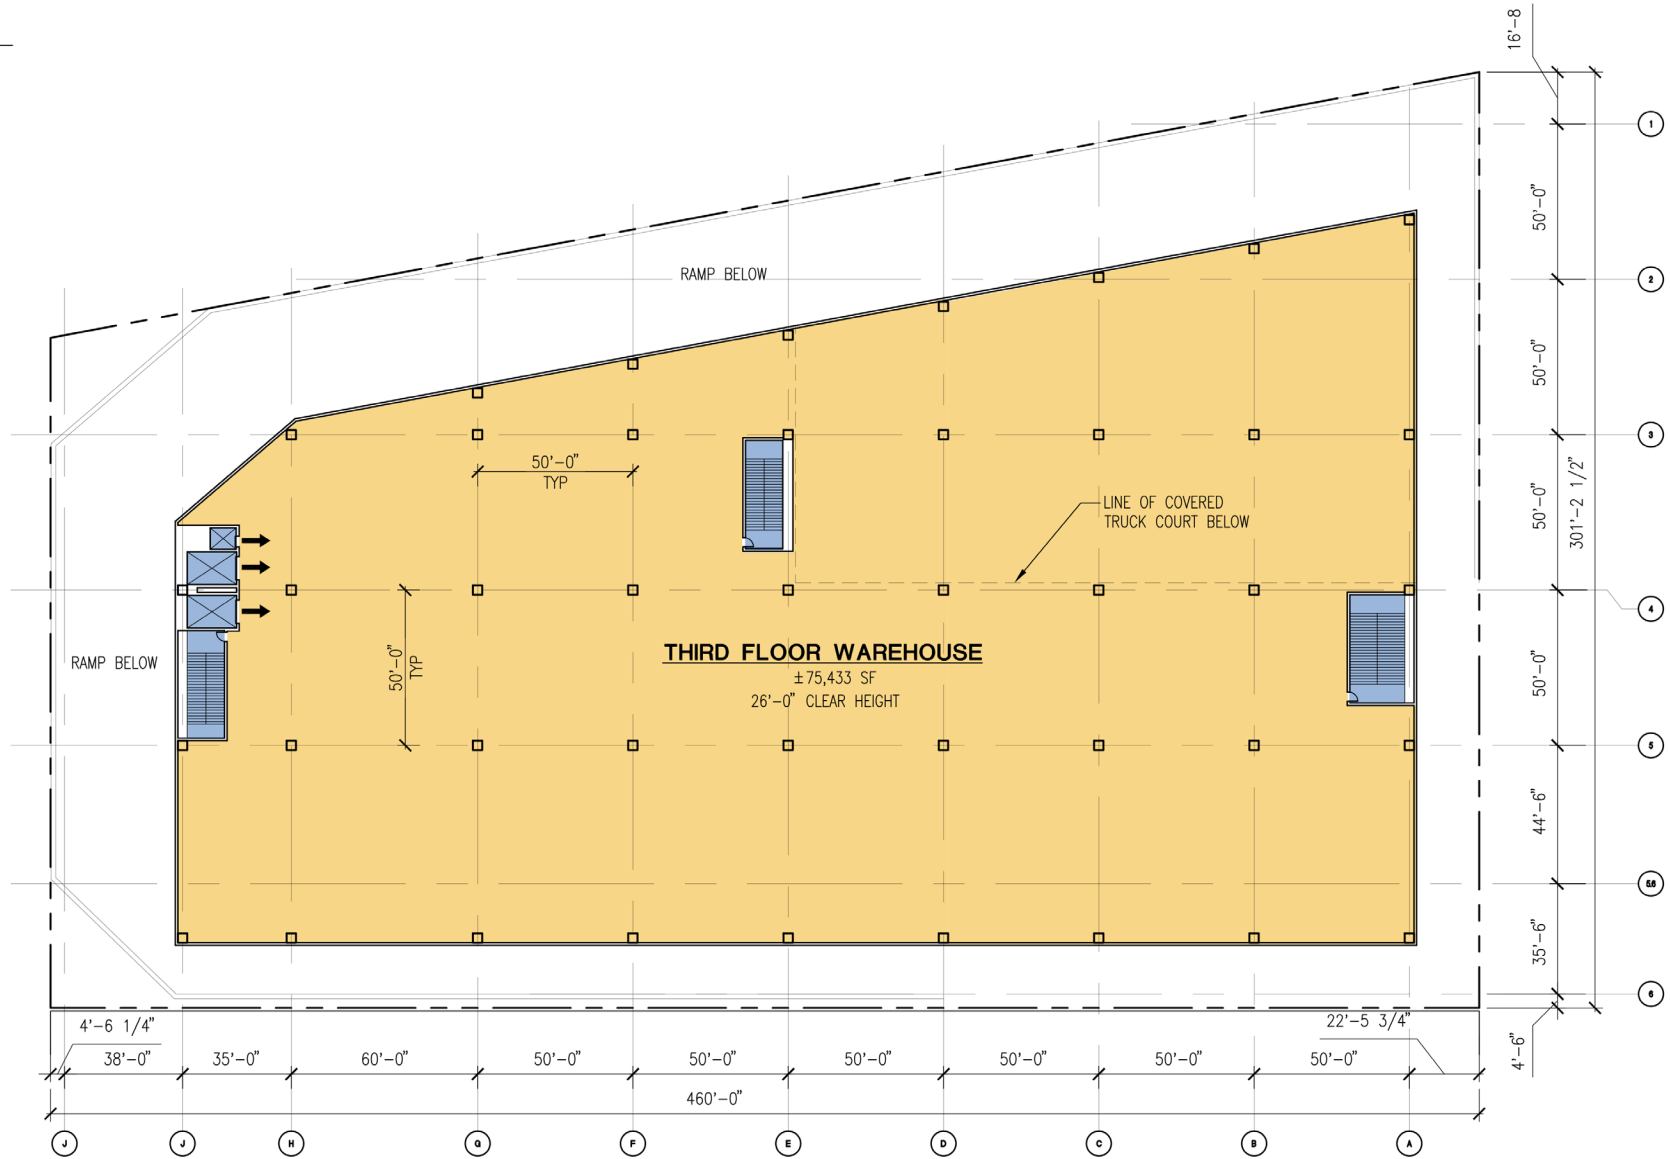 16'-8
1
50'-0"
2
RAMP BELOW
50'-0"
3
50'-0"
TYP
LINE OF COVERED
TRUCK COURT BELOW
50'-0"
301'-2 1/2"
4
RAMP BELOW
50'-0"
TYP
THIRD FLOOR WAREHOUSE
±75,433 SF
26'-0" CLEAR HEIGHT
50'-0"
5
44'-6"
5.6
35'-6"
6
4'-6 1/4"
22'-5 3/4"
4'-6"
38'-0"
35'-0"
60'-0"
50'-0"
50'-0"
50'-0"
50'-0"
50'-0"
50'-0"
460'-0"
J
J
H
G
F
E
D
C
B
A